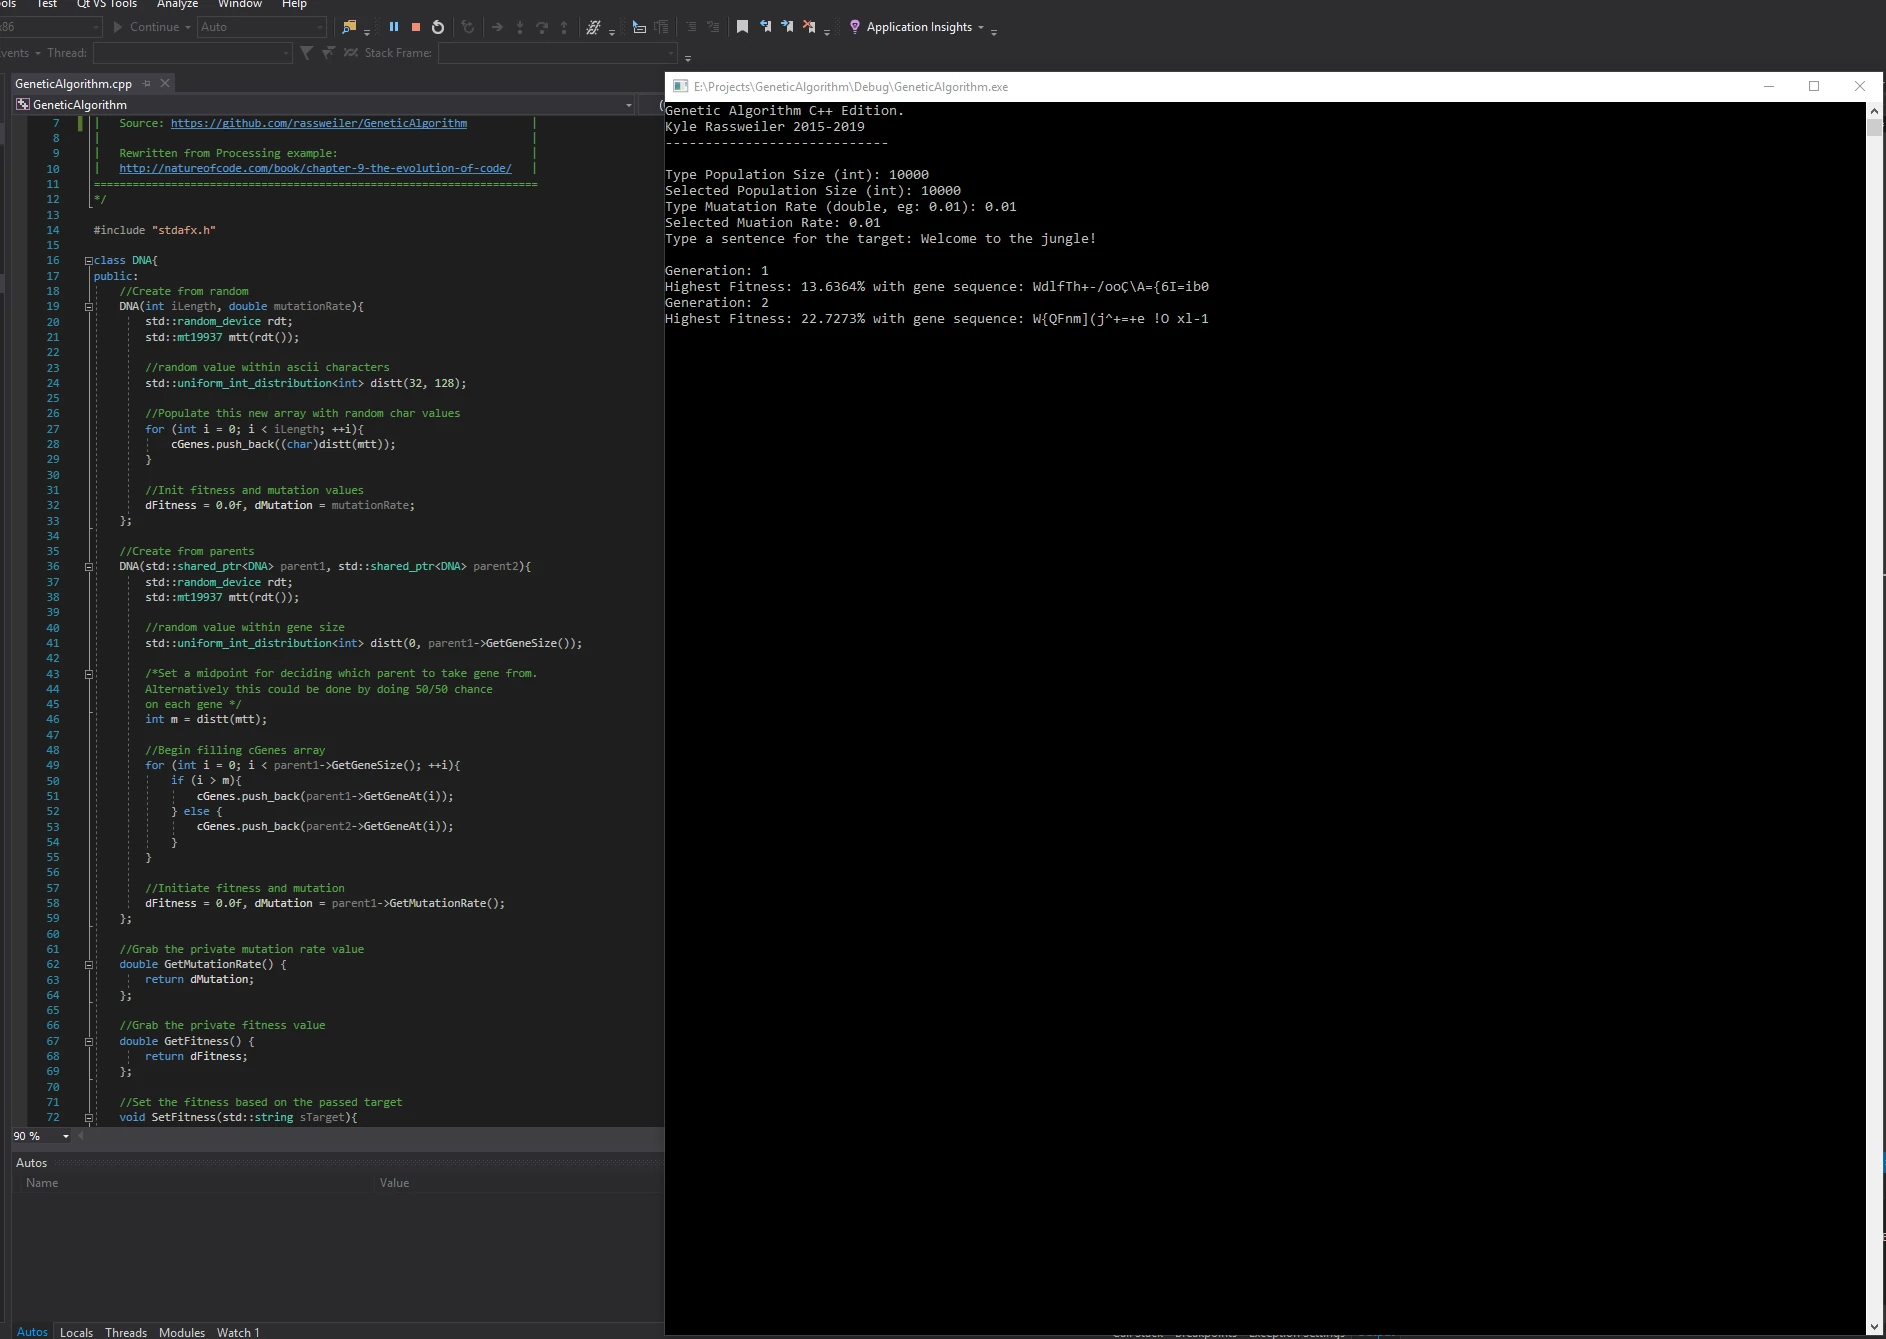 ols Test Qt VS Tools Analyze Window Help
x86 Continue Auto Application Insights
vents Thread: Stack Frame:
GeneticAlgorithm.cpp
GeneticAlgorithm
7 | Source: https://github.com/rassweiler/GeneticAlgorithm |
8 | |
9 | Rewritten from Processing example: |
10 | http://natureofcode.com/book/chapter-9-the-evolution-of-code/ |
11 =====================================================================
12 */
13
14 #include "stdafx.h"
15
16 class DNA{
17 public:
18 //Create from random
19 DNA(int iLength, double mutationRate){
20 std::random_device rdt;
21 std::mt19937 mtt(rdt());
22
23 //random value within ascii characters
24 std::uniform_int_distribution<int> distt(32, 128);
25
26 //Populate this new array with random char values
27 for (int i = 0; i < iLength; ++i){
28 cGenes.push_back((char)distt(mtt));
29 }
30
31 //Init fitness and mutation values
32 dFitness = 0.0f, dMutation = mutationRate;
33 };
34
35 //Create from parents
36 DNA(std::shared_ptr<DNA> parent1, std::shared_ptr<DNA> parent2){
37 std::random_device rdt;
38 std::mt19937 mtt(rdt());
39
40 //random value within gene size
41 std::uniform_int_distribution<int> distt(0, parent1->GetGeneSize());
42
43 /*Set a midpoint for deciding which parent to take gene from.
44 Alternatively this could be done by doing 50/50 chance
45 on each gene */
46 int m = distt(mtt);
47
48 //Begin filling cGenes array
49 for (int i = 0; i < parent1->GetGeneSize(); ++i){
50 if (i > m){
51 cGenes.push_back(parent1->GetGeneAt(i));
52 } else {
53 cGenes.push_back(parent2->GetGeneAt(i));
54 }
55 }
56
57 //Initiate fitness and mutation
58 dFitness = 0.0f, dMutation = parent1->GetMutationRate();
59 };
60
61 //Grab the private mutation rate value
62 double GetMutationRate() {
63 return dMutation;
64 };
65
66 //Grab the private fitness value
67 double GetFitness() {
68 return dFitness;
69 };
70
71 //Set the fitness based on the passed target
72 void SetFitness(std::string sTarget){
90 %
Autos
Name Value
Autos Locals Threads Modules Watch 1
E:\Projects\GeneticAlgorithm\Debug\GeneticAlgorithm.exe
Genetic Algorithm C++ Edition.
Kyle Rassweiler 2015-2019
----------------------------
Type Population Size (int): 10000
Selected Population Size (int): 10000
Type Muatation Rate (double, eg: 0.01): 0.01
Selected Muation Rate: 0.01
Type a sentence for the target: Welcome to the jungle!
Generation: 1
Highest Fitness: 13.6364% with gene sequence: WdlfTh+-/ooÇ\A={6I=ib0
Generation: 2
Highest Fitness: 22.7273% with gene sequence: W{QFnm](j^+=+e !O xl-1